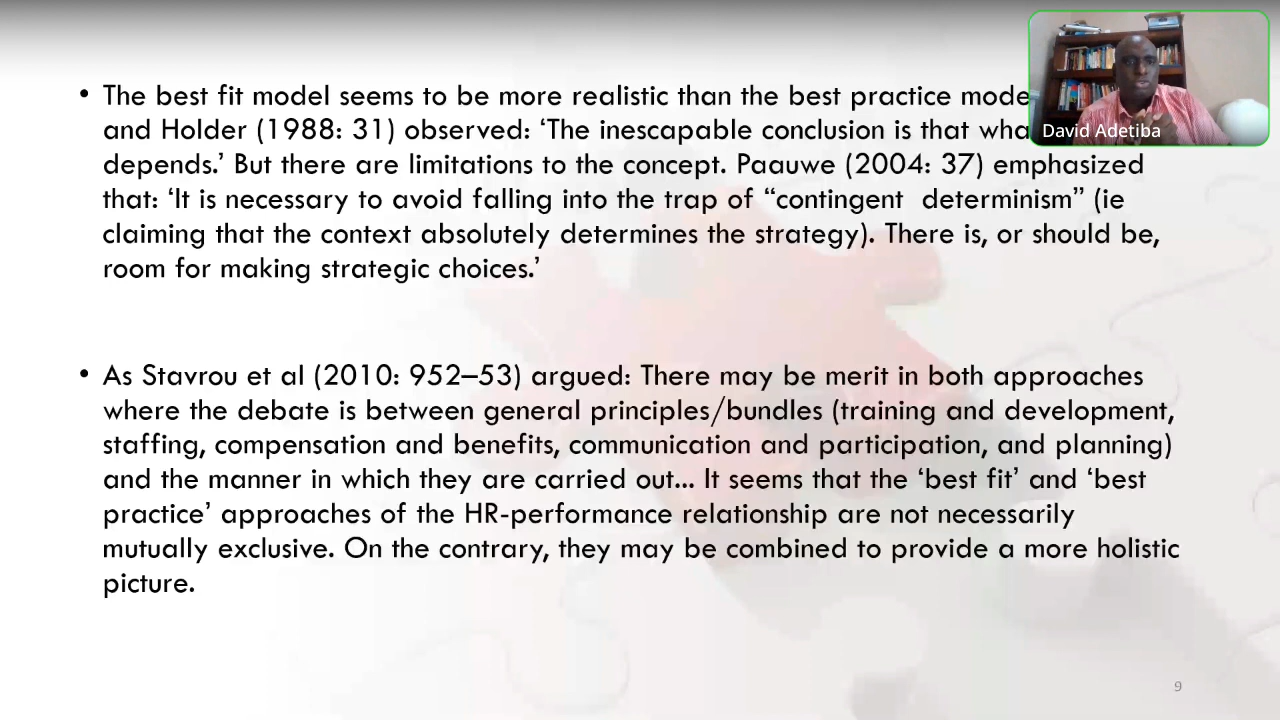 • The best fit model seems to be more realistic than the best practice mode
and Holder (1988: 31) observed: ‘The inescapable conclusion is that wha
depends.’ But there are limitations to the concept. Paauwe (2004: 37) emphasized
that: ‘It is necessary to avoid falling into the trap of “contingent  determinism” (ie
claiming that the context absolutely determines the strategy). There is, or should be,
room for making strategic choices.’
• As Stavrou et al (2010: 952–53) argued: There may be merit in both approaches
where the debate is between general principles/bundles (training and development,
staffing, compensation and benefits, communication and participation, and planning)
and the manner in which they are carried out... It seems that the ‘best fit’ and ‘best
practice’ approaches of the HR-performance relationship are not necessarily
mutually exclusive. On the contrary, they may be combined to provide a more holistic
picture.
David Adetiba
9